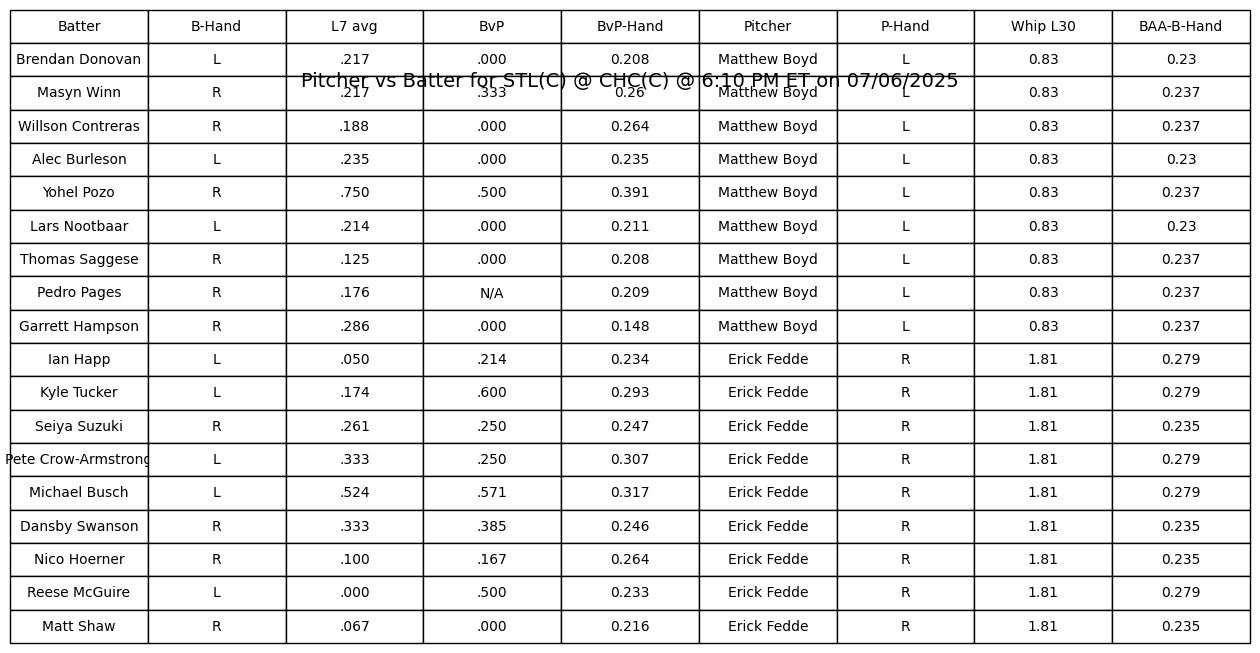 Batter B-Hand L7 avg BvP BvP-Hand Pitcher P-Hand Whip L30 BAA-B-Hand
Brendan Donovan L .217 .000 0.208 Matthew Boyd L 0.83 0.23
Pitcher vs Batter for STL(C) @ CHC(C) @ 6:10 PM ET on 07/06/2025
Masyn Winn R .217 .333 0.26 Matthew Boyd L 0.83 0.237
Willson Contreras R .188 .000 0.264 Matthew Boyd L 0.83 0.237
Alec Burleson L .235 .000 0.235 Matthew Boyd L 0.83 0.23
Yohel Pozo R .750 .500 0.391 Matthew Boyd L 0.83 0.237
Lars Nootbaar L .214 .000 0.211 Matthew Boyd L 0.83 0.23
Thomas Saggese R .125 .000 0.208 Matthew Boyd L 0.83 0.237
Pedro Pages R .176 N/A 0.209 Matthew Boyd L 0.83 0.237
Garrett Hampson R .286 .000 0.148 Matthew Boyd L 0.83 0.237
Ian Happ L .050 .214 0.234 Erick Fedde R 1.81 0.279
Kyle Tucker L .174 .600 0.293 Erick Fedde R 1.81 0.279
Seiya Suzuki R .261 .250 0.247 Erick Fedde R 1.81 0.235
Pete Crow-Armstrong L .333 .250 0.307 Erick Fedde R 1.81 0.279
Michael Busch L .524 .571 0.317 Erick Fedde R 1.81 0.279
Dansby Swanson R .333 .385 0.246 Erick Fedde R 1.81 0.235
Nico Hoerner R .100 .167 0.264 Erick Fedde R 1.81 0.235
Reese McGuire L .000 .500 0.233 Erick Fedde R 1.81 0.279
Matt Shaw R .067 .000 0.216 Erick Fedde R 1.81 0.235